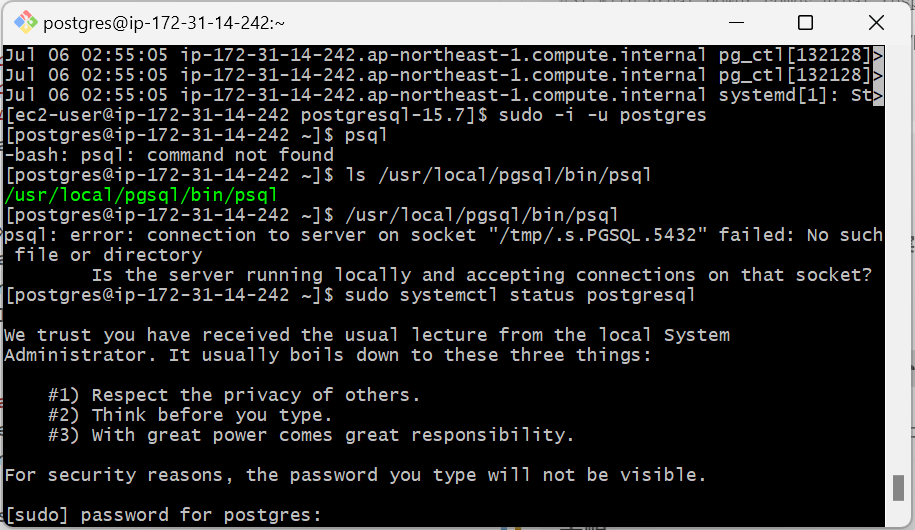 postgres@ip-172-31-14-242:~
Jul 06 02:55:05 ip-172-31-14-242.ap-northeast-1.compute.internal pg_ctl[132128]>
Jul 06 02:55:05 ip-172-31-14-242.ap-northeast-1.compute.internal pg_ctl[132128]>
Jul 06 02:55:05 ip-172-31-14-242.ap-northeast-1.compute.internal systemd[1]: St>
[ec2-user@ip-172-31-14-242 postgresql-15.7]$ sudo -i -u postgres
[postgres@ip-172-31-14-242 ~]$ psql
-bash: psql: command not found
[postgres@ip-172-31-14-242 ~]$ ls /usr/local/pgsql/bin/psql
/usr/local/pgsql/bin/psql
[postgres@ip-172-31-14-242 ~]$ /usr/local/pgsql/bin/psql
psql: error: connection to server on socket "/tmp/.s.PGSQL.5432" failed: No such
 file or directory
        Is the server running locally and accepting connections on that socket?
[postgres@ip-172-31-14-242 ~]$ sudo systemctl status postgresql

We trust you have received the usual lecture from the local System
Administrator. It usually boils down to these three things:

    #1) Respect the privacy of others.
    #2) Think before you type.
    #3) With great power comes great responsibility.

For security reasons, the password you type will not be visible.

[sudo] password for postgres: